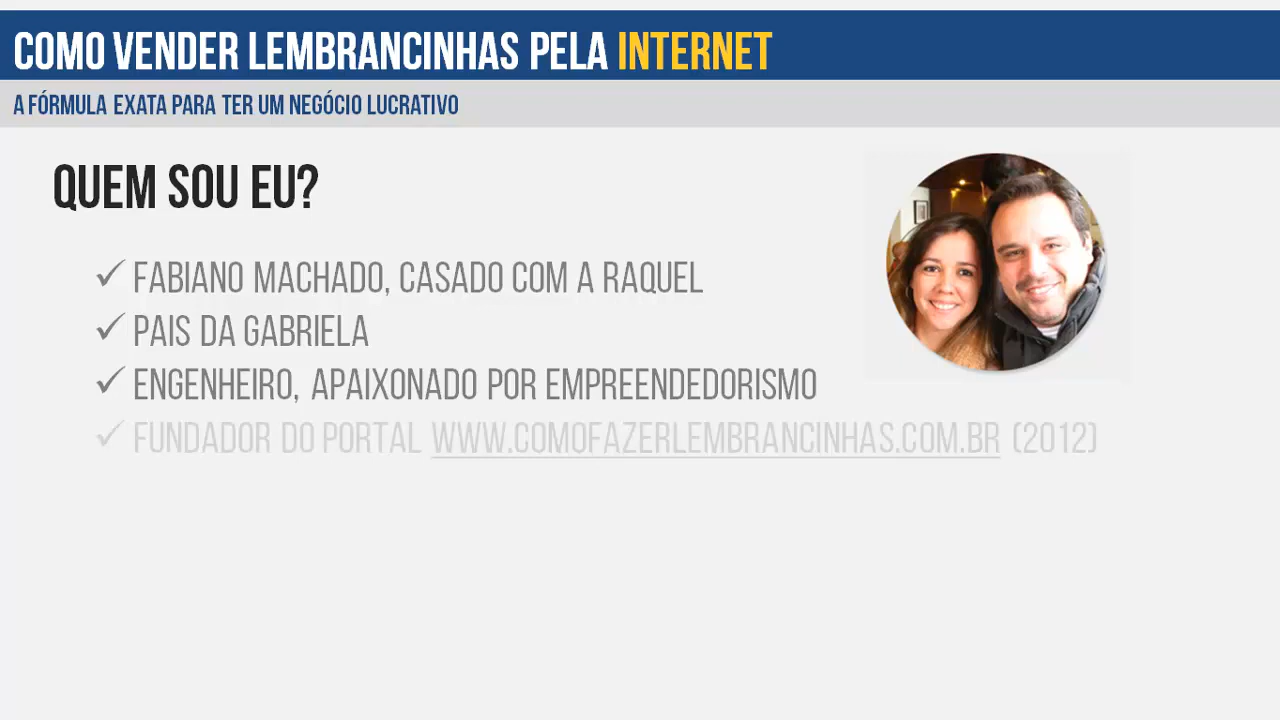 COMO VENDER LEMBRANCINHAS PELA INTERNET
A FÓRMULA EXATA PARA TER UM NEGÓCIO LUCRATIVO
QUEM SOU EU?
✓ FABIANO MACHADO, CASADO COM A RAQUEL
✓ PAIS DA GABRIELA
✓ ENGENHEIRO, APAIXONADO POR EMPREENDEDORISMO
✓ FUNDADOR DO PORTAL WWW.COMOFAZERLEMBRANCINHAS.COM.BR (2012)